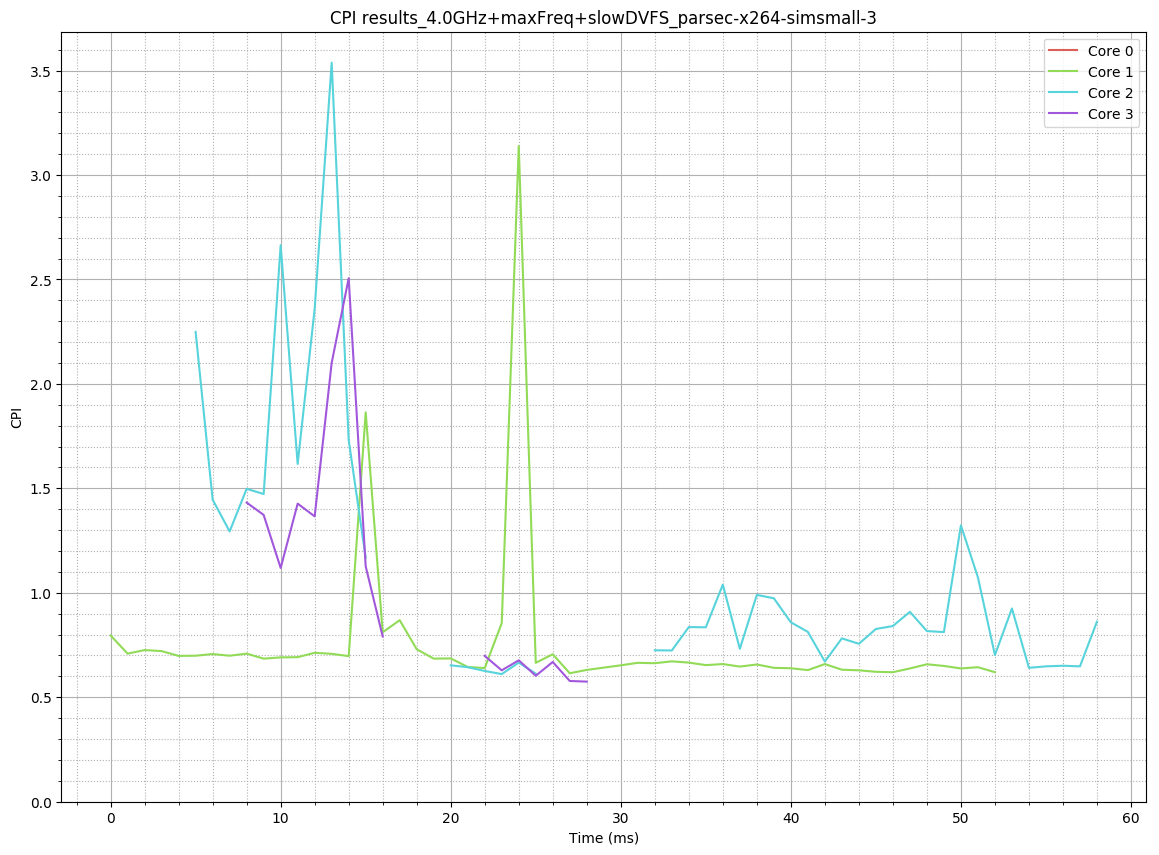 CPI results_4.0GHz+maxFreq+slowDVFS_parsec-x264-simsmall-3
Core 0
Core 1
Core 2
Core 3
CPI
3.5
3.0
2.5
2.0
1.5
1.0
0.5
0.0
0 10 20 30 40 50 60
Time (ms)